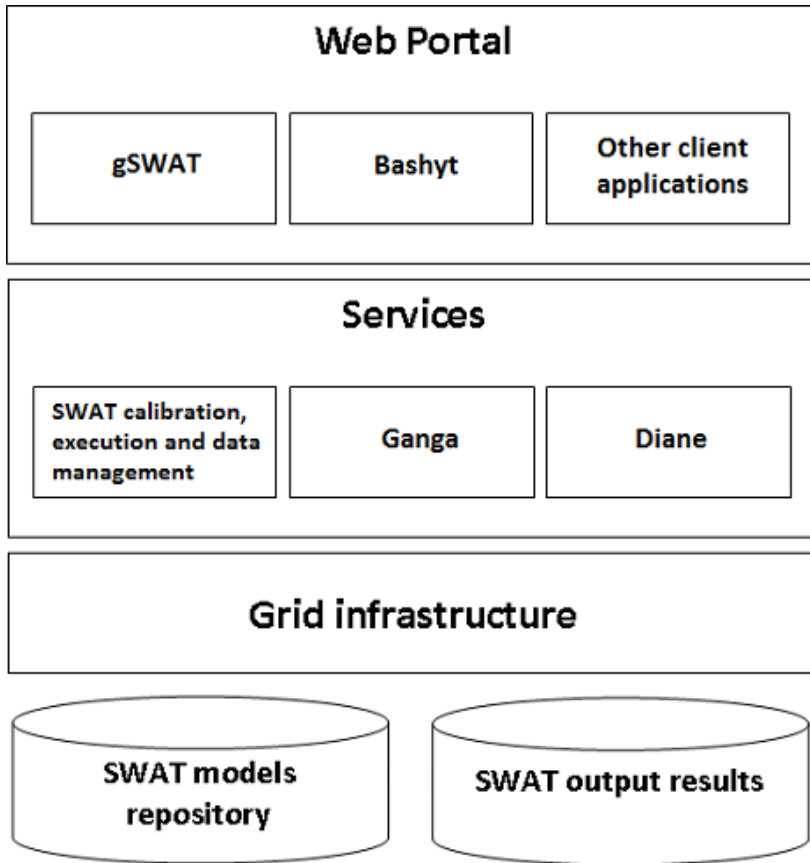 Web Portal
gSWAT
Bashyt
Other client
applications
Services
SWAT calibration,
execution and data
management
Ganga
Diane
Grid infrastructure
SWAT models
repository
SWAT output results